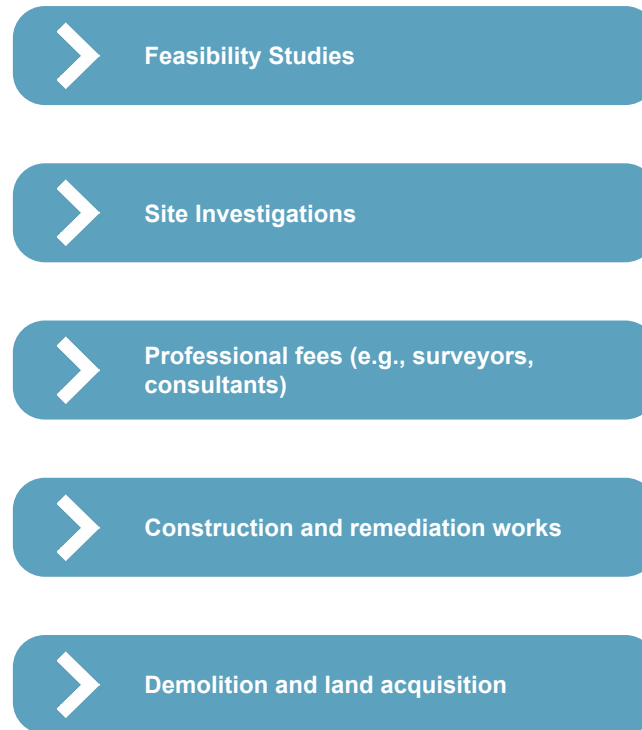 Feasibility Studies
Site Investigations
Professional fees (e.g., surveyors,
consultants)
Construction and remediation works
Demolition and land acquisition